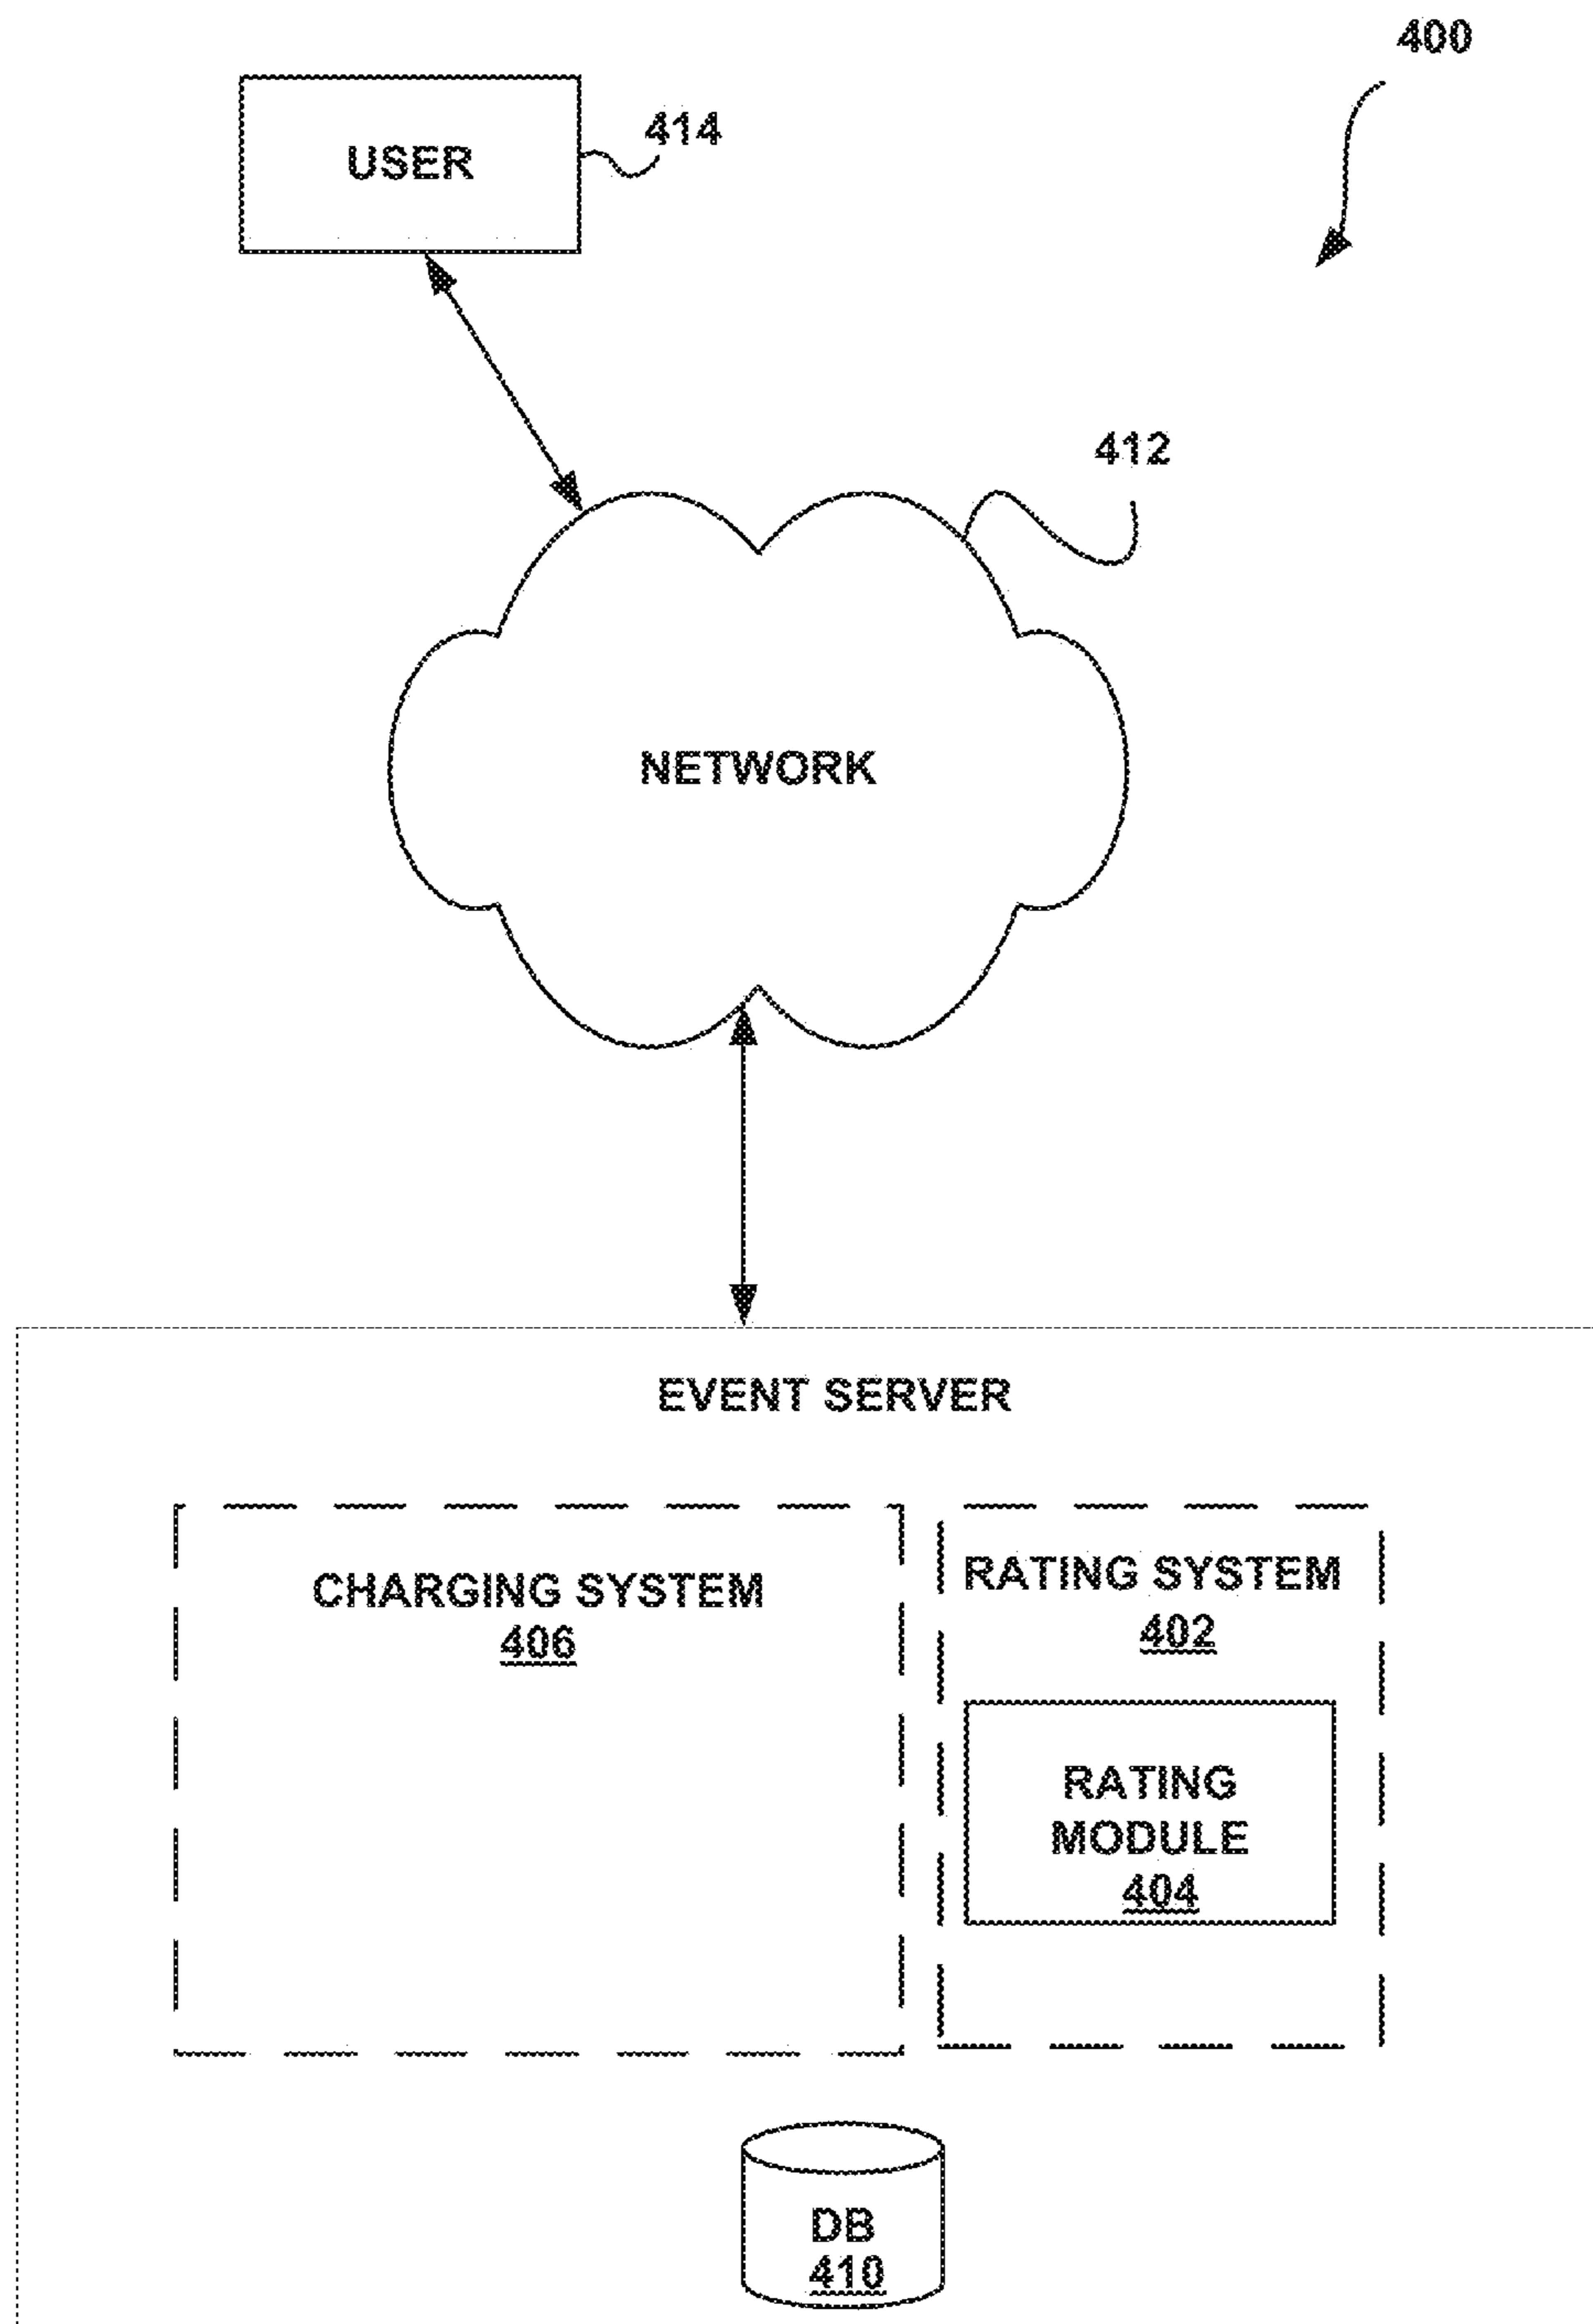 400
USER
414
412
NETWORK
EVENT SERVER
CHARGING SYSTEM
406
RATING SYSTEM
402
RATING
MODULE
404
DB
410